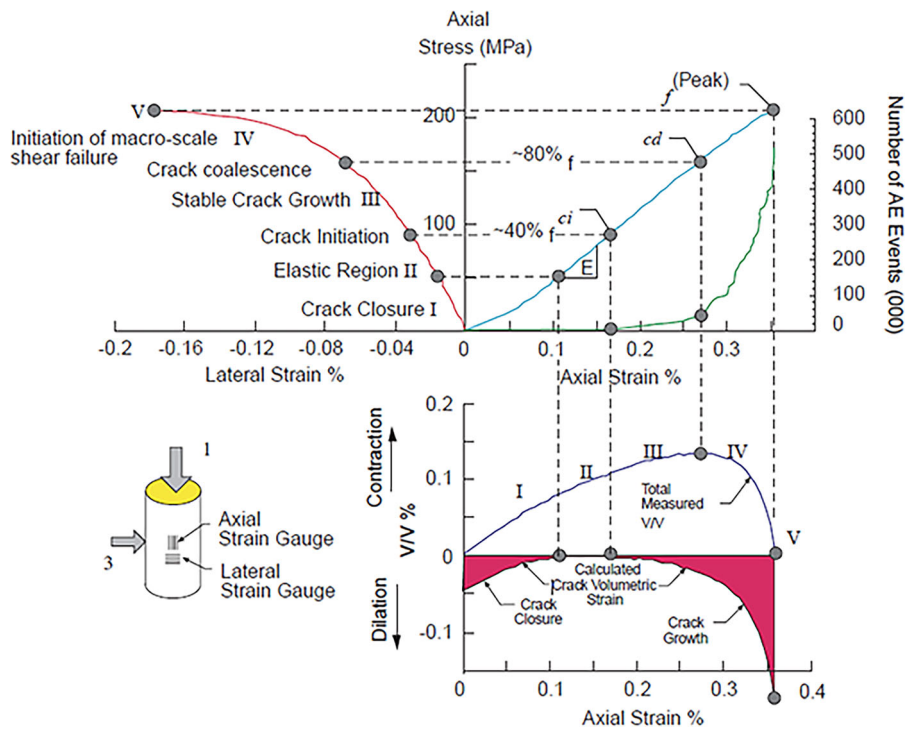 Axial
Stress (MPa)
f (Peak)
V
200
Initiation of macro-scale IV
shear failure
cd
~80% f
Crack coalescence
Stable Crack Growth III
100
ci
~40% f
Crack Initiation
Elastic Region II
E
Crack Closure I
600
500
400
300
200
100
0
Number of AE Events (000)
-0.2 -0.16 -0.12 -0.08 -0.04 0 0.1 0.2 0.3
Lateral Strain %
Axial Strain %
0.2
0.1
0
-0.1
Contraction
V/V %
Dilation
I
II
III
IV
V
Total
Measured
V/V
Calculated
Crack Volumetric
Strain
Crack
Closure
Crack
Growth
0 0.1 0.2 0.3 0.4
Axial Strain %
1
3
Axial
Strain Gauge
Lateral
Strain Gauge